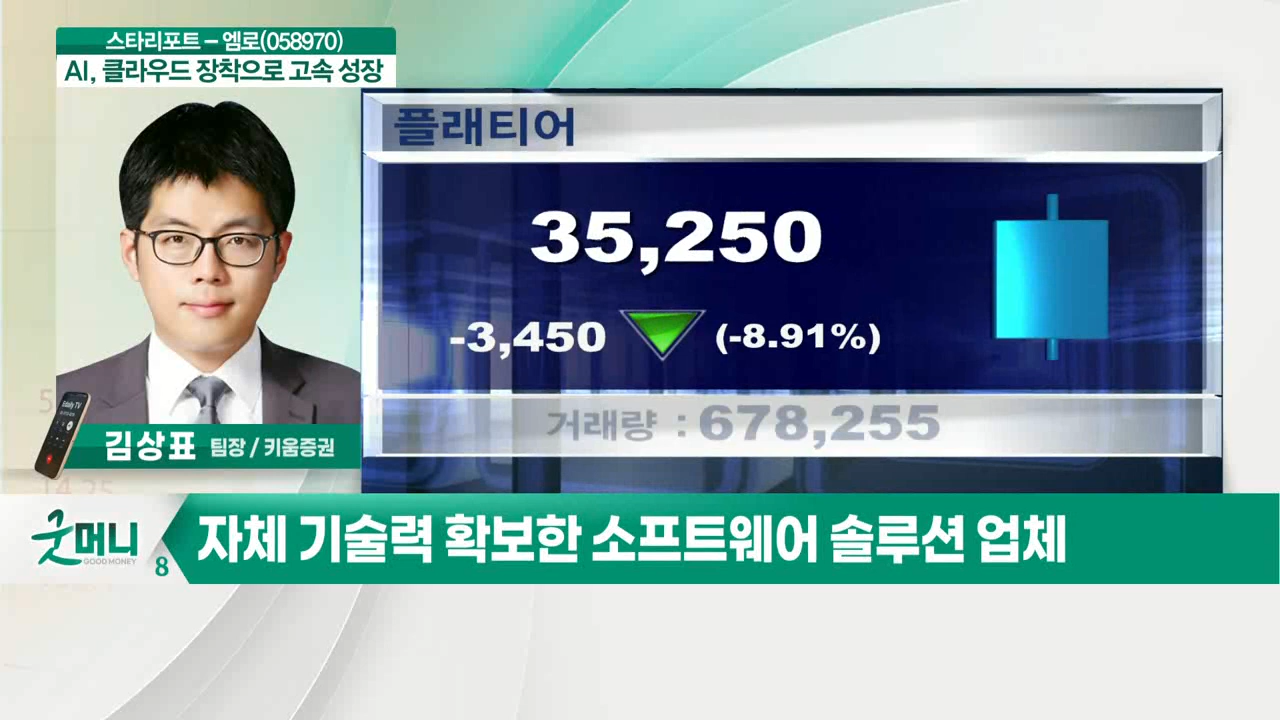 스타리포트 – 엠로(058970)
AI, 클라우드 장착으로 고속 성장
플래티어
35,250
-3,450 (-8.91%)
거래량 : 678,255
Edaily TV
김상표 팀장 / 키움증권
굿머니
GOOD MONEY
8
자체 기술력 확보한 소프트웨어 솔루션 업체